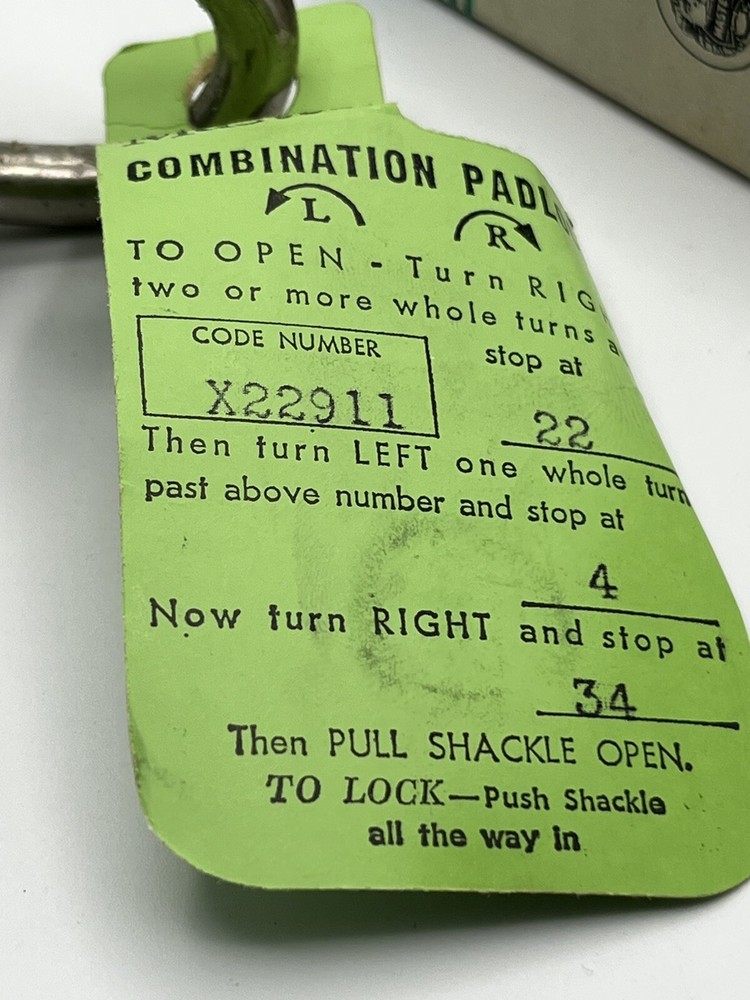 COMBINATION
L R
TO OPEN - Turn
two or more whole turns
CODE NUMBER
stop at
X22911
22
Then turn LEFT one whole turn
past above number and stop at
4
Now turn RIGHT and stop at
34
Then PULL SHACKLE OPEN.
TO LOCK—Push Shackle
all the way in